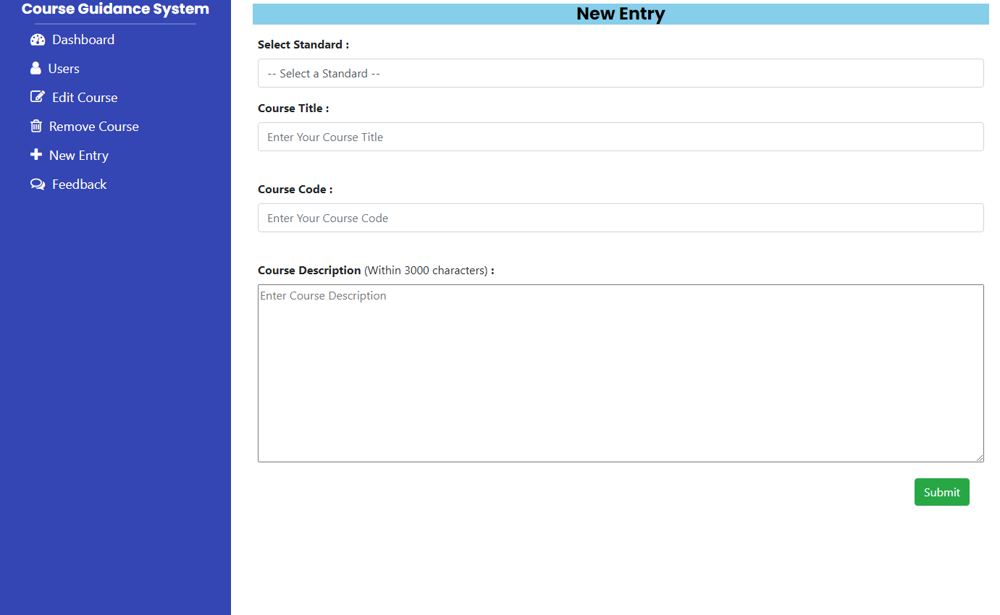 Course Guidance System
Dashboard
Users
Edit Course
Remove Course
New Entry
Feedback
New Entry
Select Standard :
-- Select a Standard --
Course Title :
Enter Your Course Title
Course Code :
Enter Your Course Code
Course Description (Within 3000 characters) :
Enter Course Description
Submit